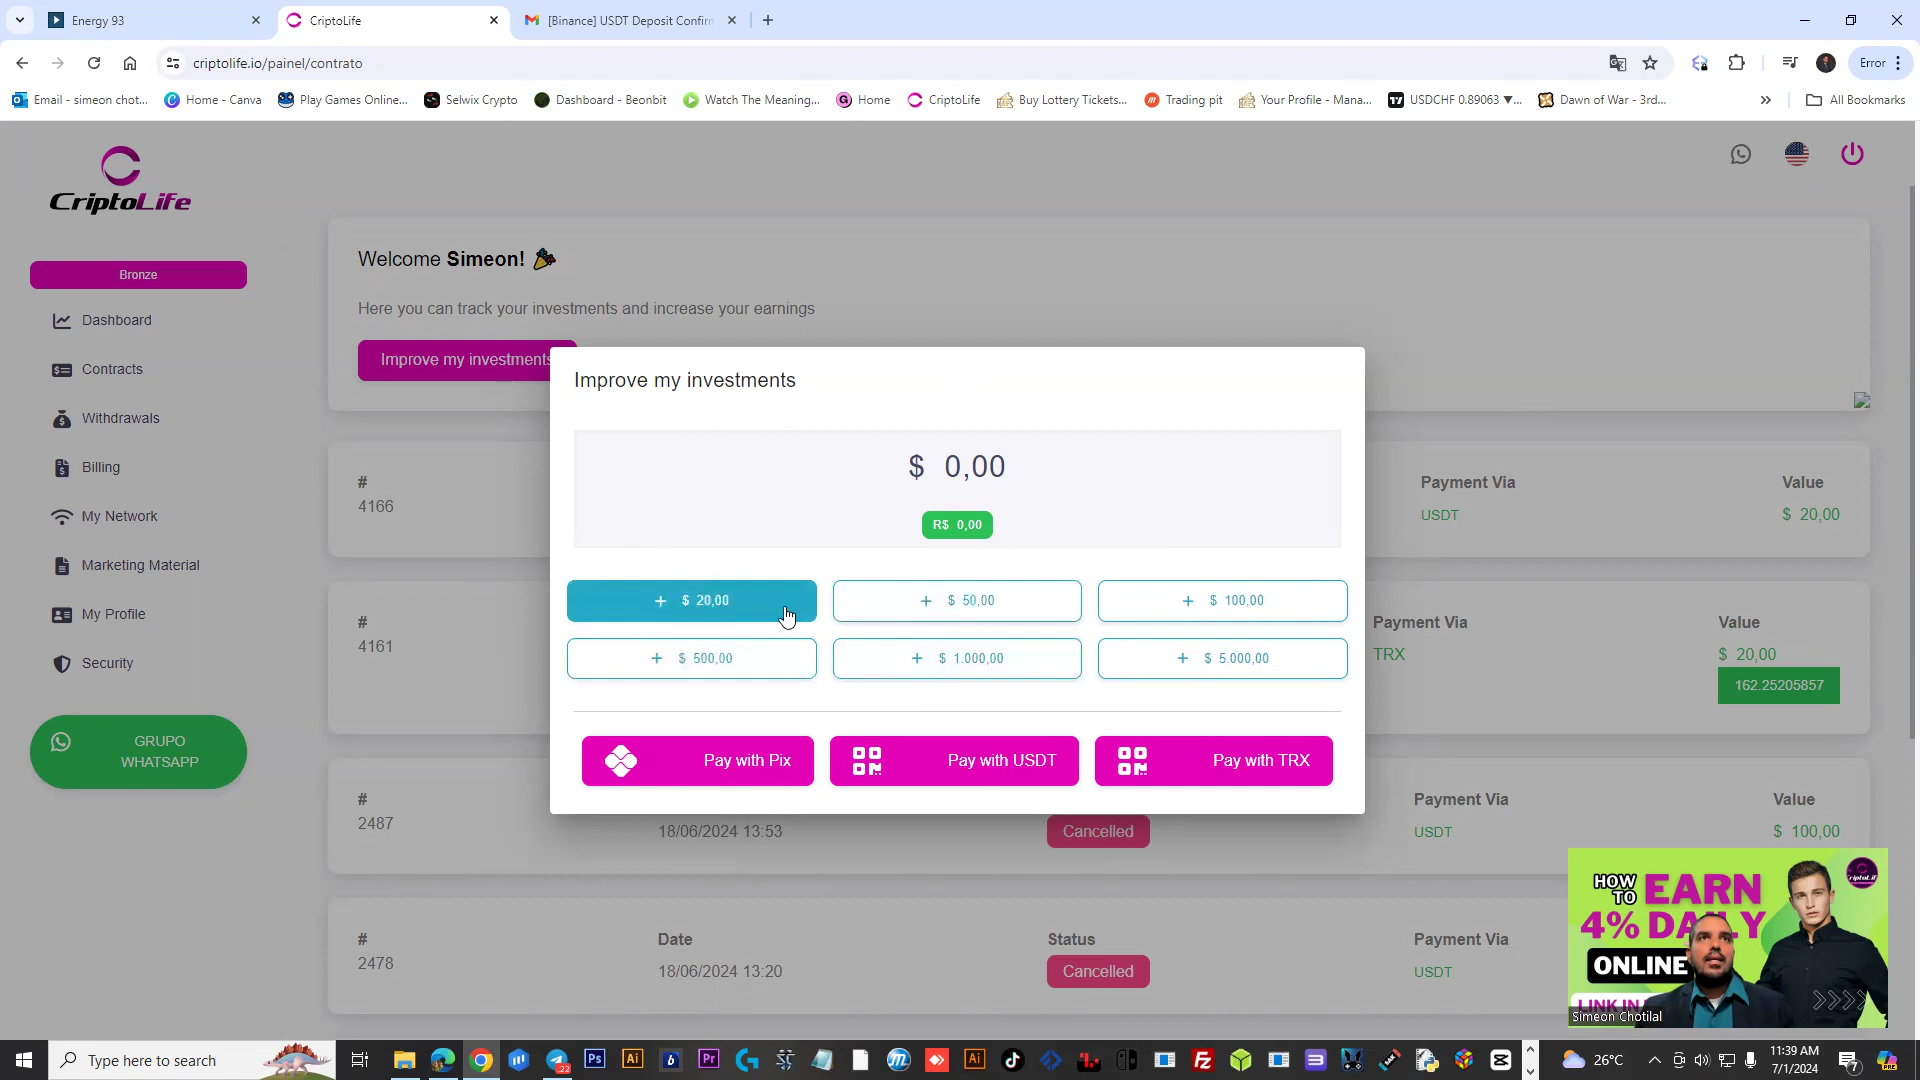 Energy 93
CriptoLife
[Binance] USDT Deposit Confirm
criptolife.io/painel/contrato
Error
Email - simeon chot...
Home - Canva
Play Games Online...
Selwix Crypto
Dashboard - Beonbit
Watch The Meaning...
Home
CriptoLife
Buy Lottery Tickets...
Trading pit
Your Profile - Mana...
USDCHF 0.89063 ▼...
Dawn of War - 3rd...
»
All Bookmarks
CriptoLife
Bronze
Dashboard
Contracts
Withdrawals
Billing
My Network
Marketing Material
My Profile
Security
GRUPO
WHATSAPP
Welcome Simeon! 🎉
Here you can track your investments and increase your earnings
Improve my investments
#
4166
Payment Via
USDT
Value
$ 20,00
#
4161
Payment Via
TRX
Value
$ 20,00
162.25205857
#
2487
18/06/2024 13:53
Cancelled
Payment Via
USDT
Value
$ 100,00
#
2478
Date
18/06/2024 13:20
Status
Cancelled
Payment Via
USDT
Improve my investments
$ 0,00
R$ 0,00
+ $ 20,00
+ $ 50,00
+ $ 100,00
+ $ 500,00
+ $ 1.000,00
+ $ 5.000,00
Pay with Pix
Pay with USDT
Pay with TRX
HOW
TO
EARN
4% DAILY
ONLINE
LINK IN
Simeon Chotilal
Type here to search
22
26°C
11:39 AM
7/1/2024
7